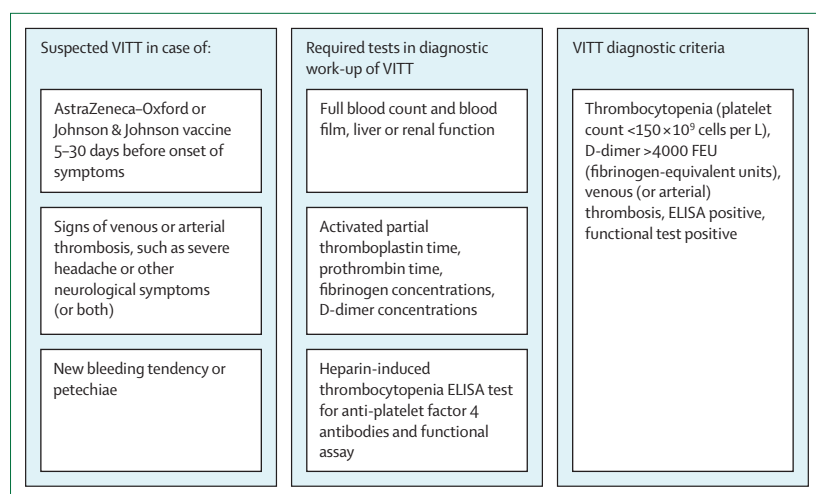 Suspected VITT in case of:
AstraZeneca–Oxford or
Johnson & Johnson vaccine
5–30 days before onset of
symptoms
Signs of venous or arterial
thrombosis, such as severe
headache or other
neurological symptoms
(or both)
New bleeding tendency or
petechiae
Required tests in diagnostic
work-up of VITT
Full blood count and blood
film, liver or renal function
Activated partial
thromboplastin time,
prothrombin time,
fibrinogen concentrations,
D-dimer concentrations
Heparin-induced
thrombocytopenia ELISA test
for anti-platelet factor 4
antibodies and functional
assay
VITT diagnostic criteria
Thrombocytopenia (platelet
count <150 × 10⁹ cells per L),
D-dimer >4000 FEU
(fibrinogen-equivalent units),
venous (or arterial)
thrombosis, ELISA positive,
functional test positive